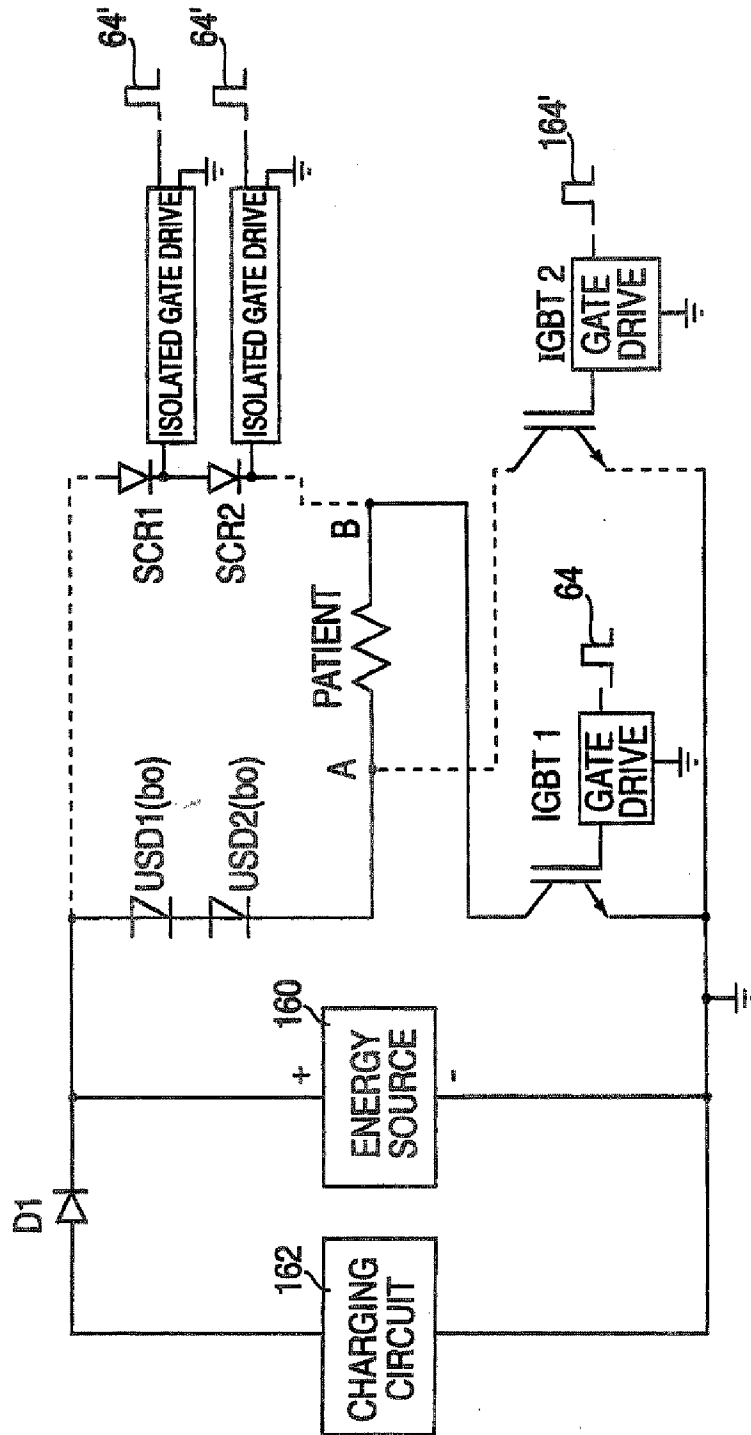 D1
162
CHARGING
CIRCUIT
160
+
ENERGY
SOURCE
-
USD1(bo)
USD2(bo)
A
PATIENT
B
SCR1
SCR2
ISOLATED GATE DRIVE
64'
ISOLATED GATE DRIVE
64'
IGBT 1
GATE
DRIVE
64
IGBT 2
GATE
DRIVE
164'